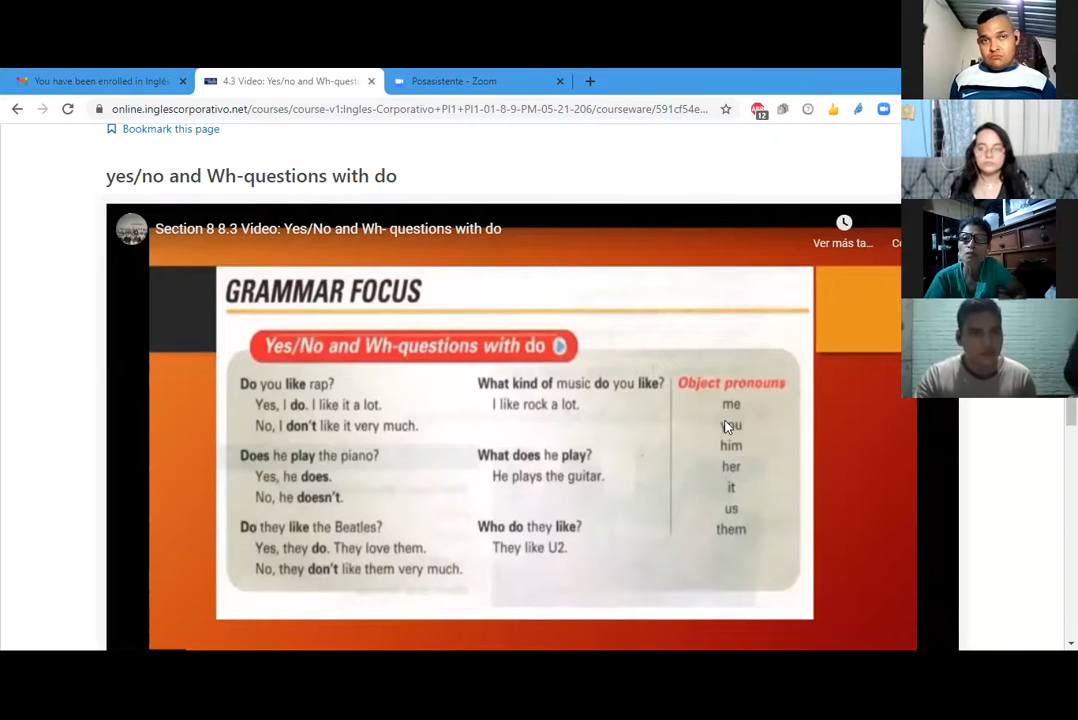 You have been enrolled in Inglé
4.3 Video: Yes/no and Wh-quest
Posasistente - Zoom
online.inglescorporativo.net/courses/course-v1:Ingles-Corporativo+PI1+PI1-01-8-9-PM-05-21-206/courseware/591cf54e...
12
Bookmark this page
yes/no and Wh-questions with do
Section 8 8.3 Video: Yes/No and Wh- questions with do
Ver más ta...
GRAMMAR FOCUS
Yes/No and Wh-questions with do
Do you like rap?
Yes, I do. I like it a lot.
No, I don't like it very much.
Does he play the piano?
Yes, he does.
No, he doesn't.
Do they like the Beatles?
Yes, they do. They love them.
No, they don't like them very much.
What kind of music do you like?
I like rock a lot.
What does he play?
He plays the guitar.
Who do they like?
They like U2.
Object pronouns
me
you
him
her
it
us
them